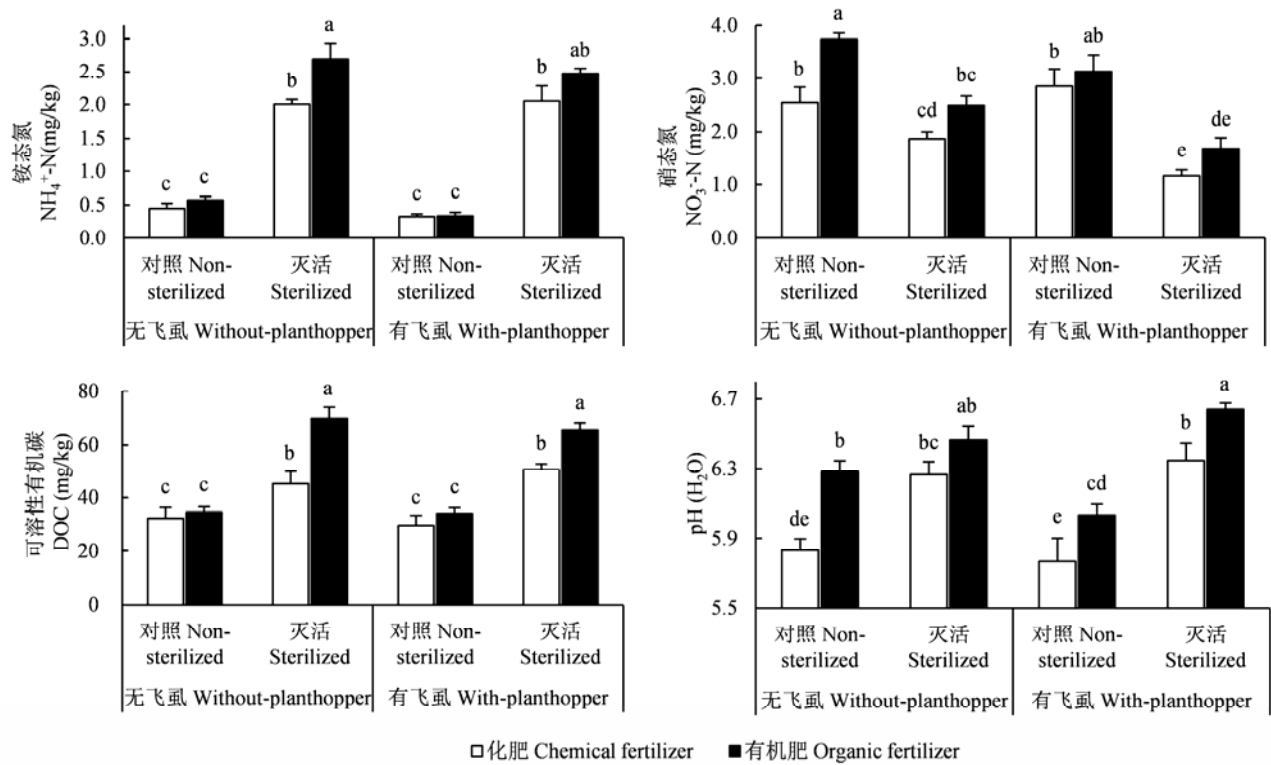 铵态氮
NH₄⁺-N(mg/kg)
3.0
2.5
2.0
1.5
1.0
0.5
0.0
c
c
b
a
c
c
b
ab
对照 Non-
sterilized
灭活
Sterilized
对照 Non-
sterilized
灭活
Sterilized
无飞虱 Without-planthopper
有飞虱 With-planthopper
硝态氮
NO₃⁻-N (mg/kg)
4.0
3.0
2.0
1.0
0.0
b
a
cd
bc
b
ab
e
de
对照 Non-
sterilized
灭活
Sterilized
对照 Non-
sterilized
灭活
Sterilized
无飞虱 Without-planthopper
有飞虱 With-planthopper
可溶性有机碳
DOC (mg/kg)
80
60
40
20
0
c
c
b
a
c
c
b
a
对照 Non-
sterilized
灭活
Sterilized
对照 Non-
sterilized
灭活
Sterilized
无飞虱 Without-planthopper
有飞虱 With-planthopper
pH (H₂O)
6.7
6.3
5.9
5.5
de
b
bc
ab
e
cd
b
a
对照 Non-
sterilized
灭活
Sterilized
对照 Non-
sterilized
灭活
Sterilized
无飞虱 Without-planthopper
有飞虱 With-planthopper
化肥 Chemical fertilizer
有机肥 Organic fertilizer